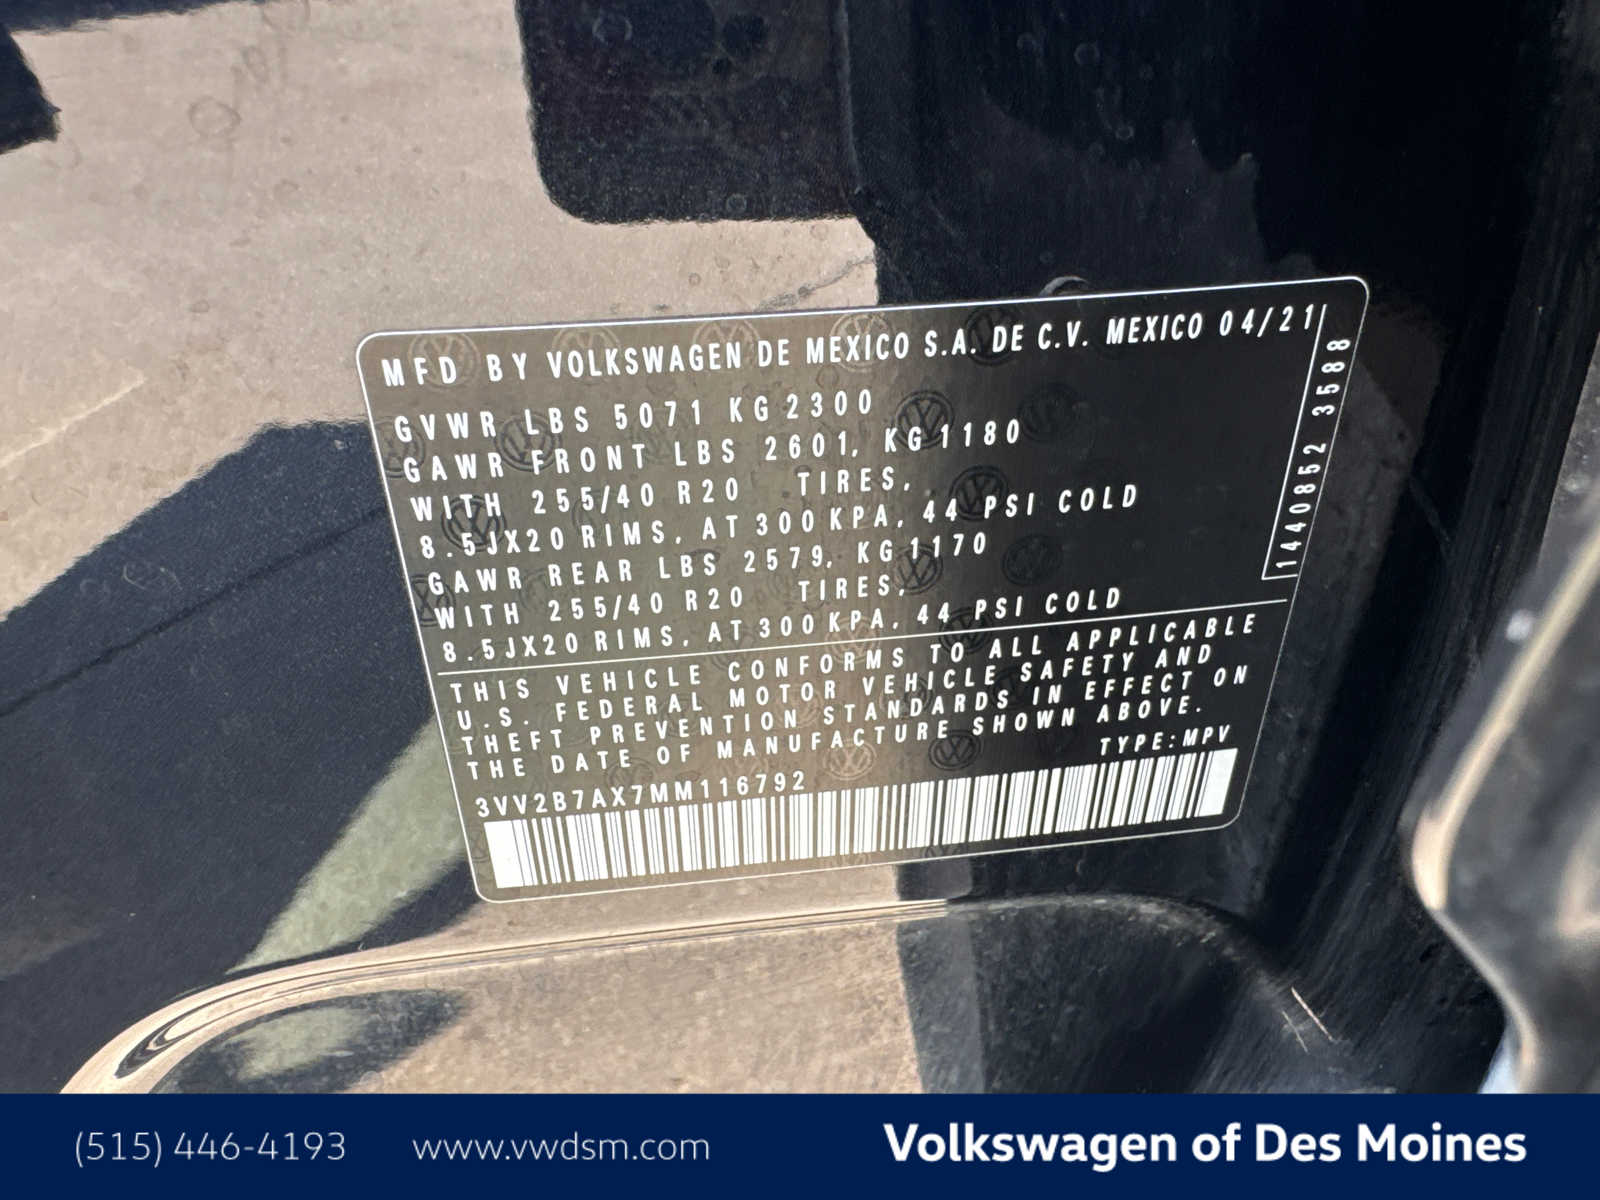 MFD BY VOLKSWAGEN DE MEXICO S.A. DE C.V. MEXICO 04/21
GVWR LBS 5071 KG 2300
GAWR FRONT LBS 2601, KG 1180
WITH 255/40 R20 TIRES,
8.5JX20 RIMS, AT 300 KPA, 44 PSI COLD
GAWR REAR LBS 2579, KG 1170
WITH 255/40 R20 TIRES,
8.5JX20 RIMS, AT 300 KPA, 44 PSI COLD
1440852 3588
THIS VEHICLE CONFORMS TO ALL APPLICABLE
U.S. FEDERAL MOTOR VEHICLE SAFETY AND
THEFT PREVENTION STANDARDS IN EFFECT ON
THE DATE OF MANUFACTURE SHOWN ABOVE.
3VV2B7AX7MM116792 TYPE:MPV
(515) 446-4193 www.vwdsm.com Volkswagen of Des Moines